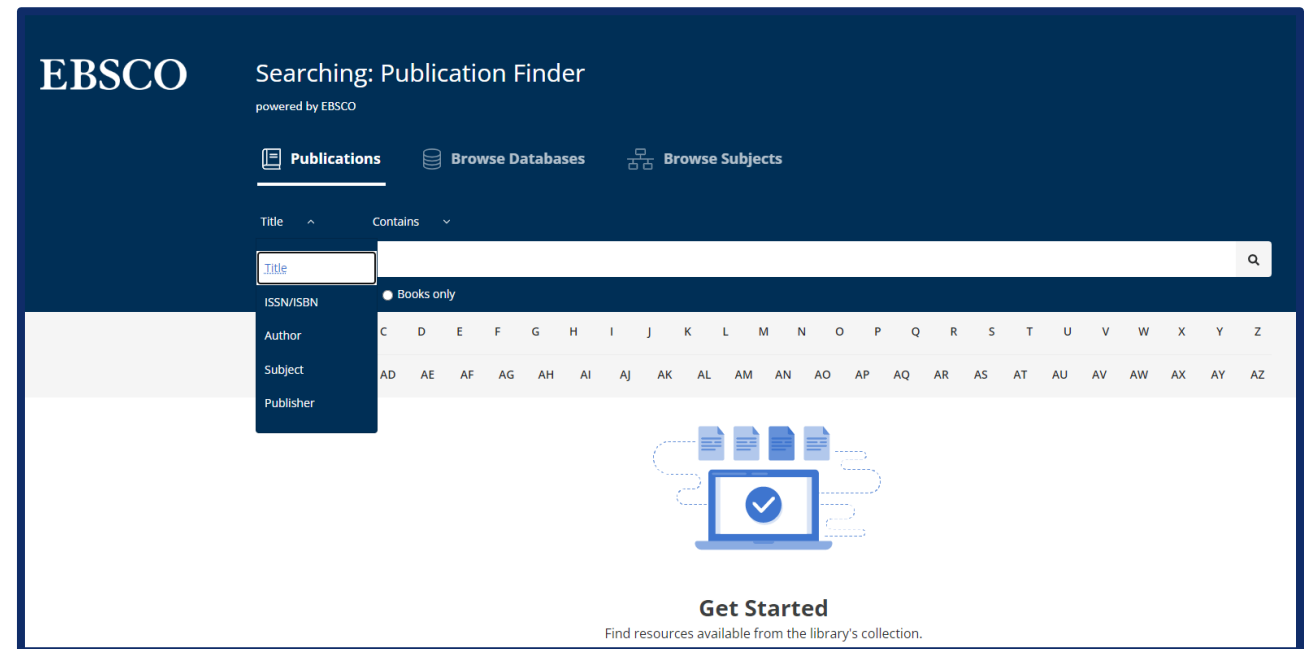 EBSCO
Searching: Publication Finder
powered by EBSCO
Publications Browse Databases Browse Subjects
Title Contains
Title
ISSN/ISBN
Author
Subject
Publisher
Books only
C D E F G H I J K L M N O P Q R S T U V W X Y Z
AD AE AF AG AH AI AJ AK AL AM AN AO AP AQ AR AS AT AU AV AW AX AY AZ
Get Started
Find resources available from the library's collection.